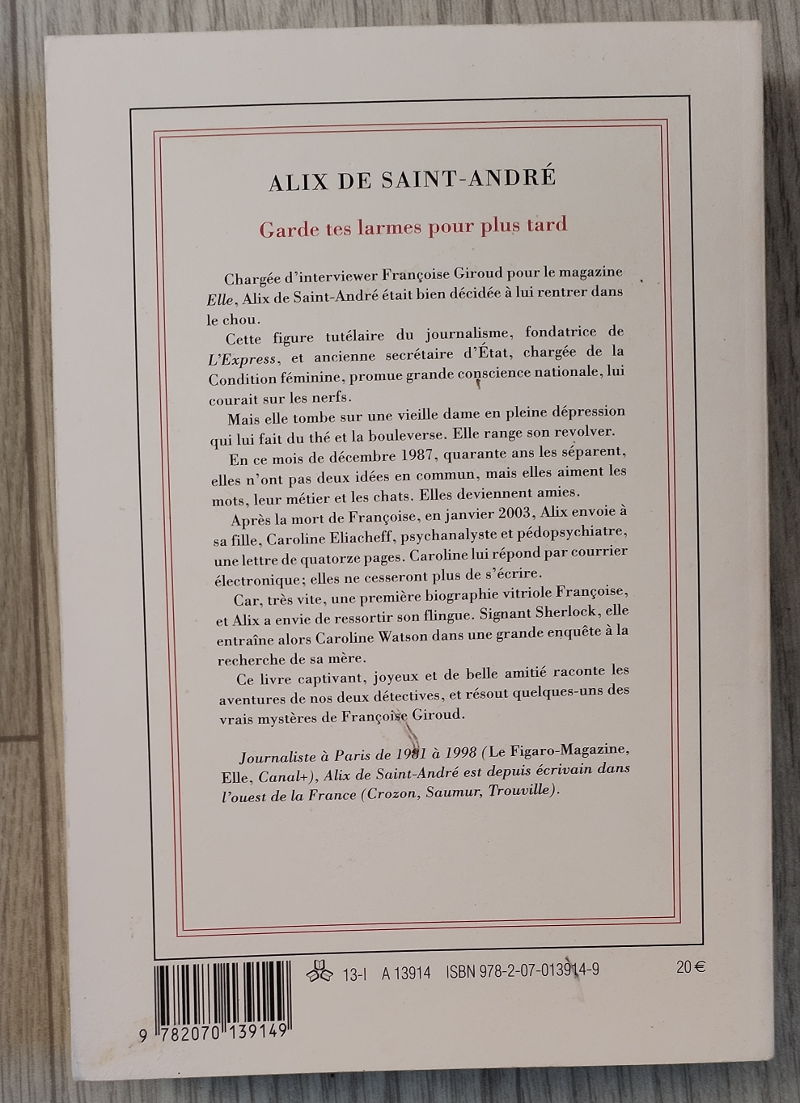 ALIX DE SAINT-ANDRÉ
Garde tes larmes pour plus tard
Chargée d'interviewer Françoise Giroud pour le magazine
Elle, Alix de Saint-André était bien décidée à lui rentrer dans
le chou.
Cette figure tutélaire du journalisme, fondatrice de
L'Express, et ancienne secrétaire d'État, chargée de la
Condition féminine, promue grande conscience nationale, lui
courait sur les nerfs.
Mais elle tombe sur une vieille dame en pleine dépression
qui lui fait du thé et la bouleverse. Elle range son revolver.
En ce mois de décembre 1987, quarante ans les séparent,
elles n'ont pas deux idées en commun, mais elles aiment les
mots, leur métier et les chats. Elles deviennent amies.
Après la mort de Françoise, en janvier 2003, Alix envoie à
sa fille, Caroline Eliacheff, psychanalyste et pédopsychiatre,
une lettre de quatorze pages. Caroline lui répond par courrier
électronique; elles ne cesseront plus de s'écrire.
Car, très vite, une première biographie vitriole Françoise,
et Alix a envie de ressortir son flingue. Signant Sherlock, elle
entraîne alors Caroline Watson dans une grande enquête à la
recherche de sa mère.
Ce livre captivant, joyeux et de belle amitié raconte les
aventures de nos deux détectives, et résout quelques-uns des
vrais mystères de Françoise Giroud.
Journaliste à Paris de 1981 à 1998 (Le Figaro-Magazine,
Elle, Canal+), Alix de Saint-André est depuis écrivain dans
l'ouest de la France (Crozon, Saumur, Trouville).
13-I A 13914 ISBN 978-2-07-013914-9 20 €
9 782070 139149